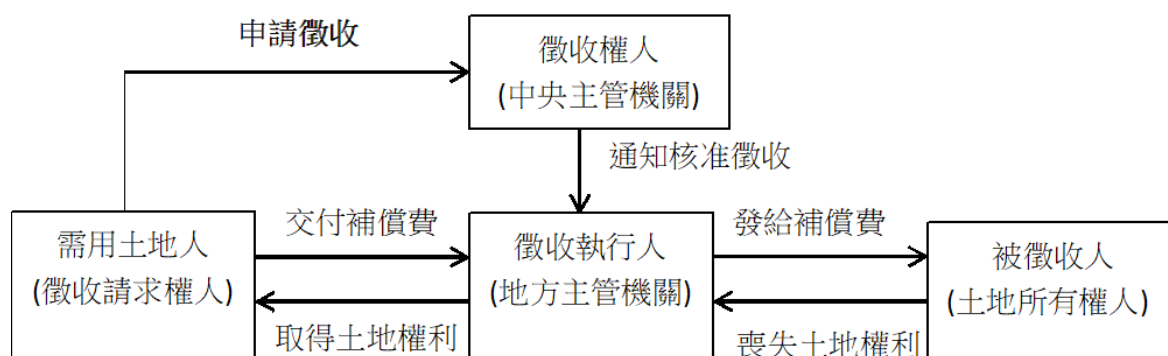 申請徵收
徵收權人
(中央主管機關)
通知核准徵收
需用土地人
(徵收請求權人)
交付補償費
取得土地權利
徵收執行人
(地方主管機關)
發給補償費
喪失土地權利
被徵收人
(土地所有權人)